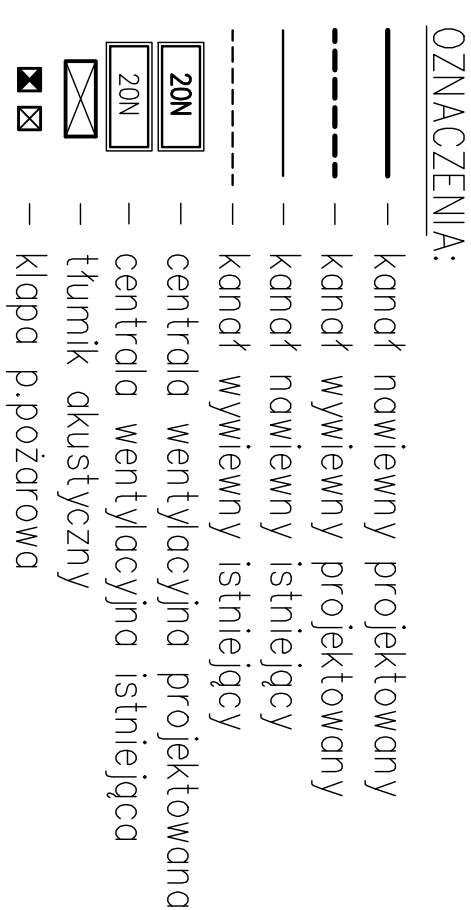 OZNACZENIA:
– kanał nawiewny projektowany
– kanał wywiewny projektowany
– kanał nawiewny istniejący
– kanał wywiewny istniejący
20N – centrala wentylacyjna projektowana
20N – centrala wentylacyjna istniejąca
– tłumik akustyczny
– klapa p.pożarowa